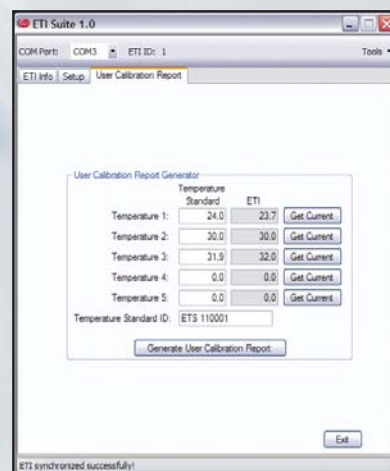 ETI Suite 1.0
COM Port: COM3 ETI ID: 1 Tools
ETI Info Setup User Calibration Report
User Calibration Report Generator
Temperature Standard ETI
Temperature 1: 24.0 23.7 Get Current
Temperature 2: 30.0 30.0 Get Current
Temperature 3: 31.9 32.0 Get Current
Temperature 4: 0.0 0.0 Get Current
Temperature 5: 0.0 0.0 Get Current
Temperature Standard ID: ETS 110001
Generate User Calibration Report
Exit
ETI synchronized successfully!